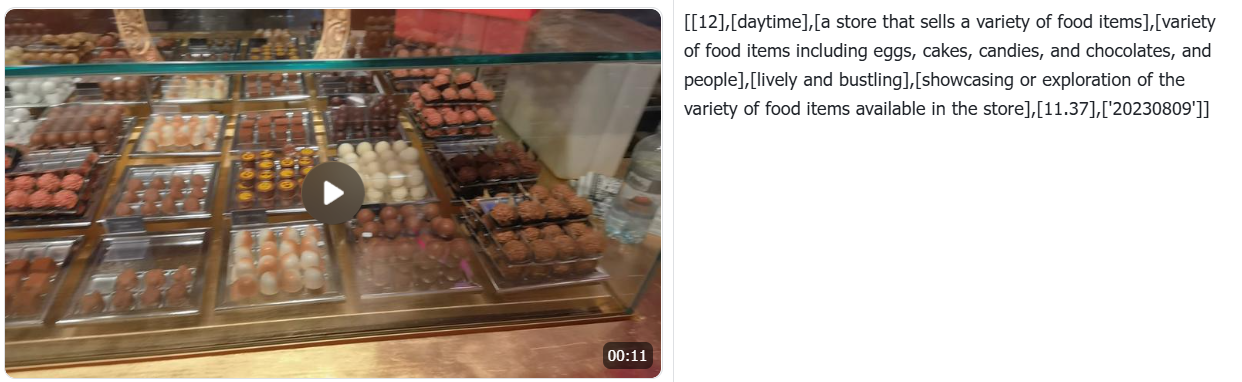 00:11
[[12],[daytime],[a store that sells a variety of food items],[variety
of food items including eggs, cakes, candies, and chocolates, and
people],[lively and bustling],[showcasing or exploration of the
variety of food items available in the store],[11.37],['20230809']]